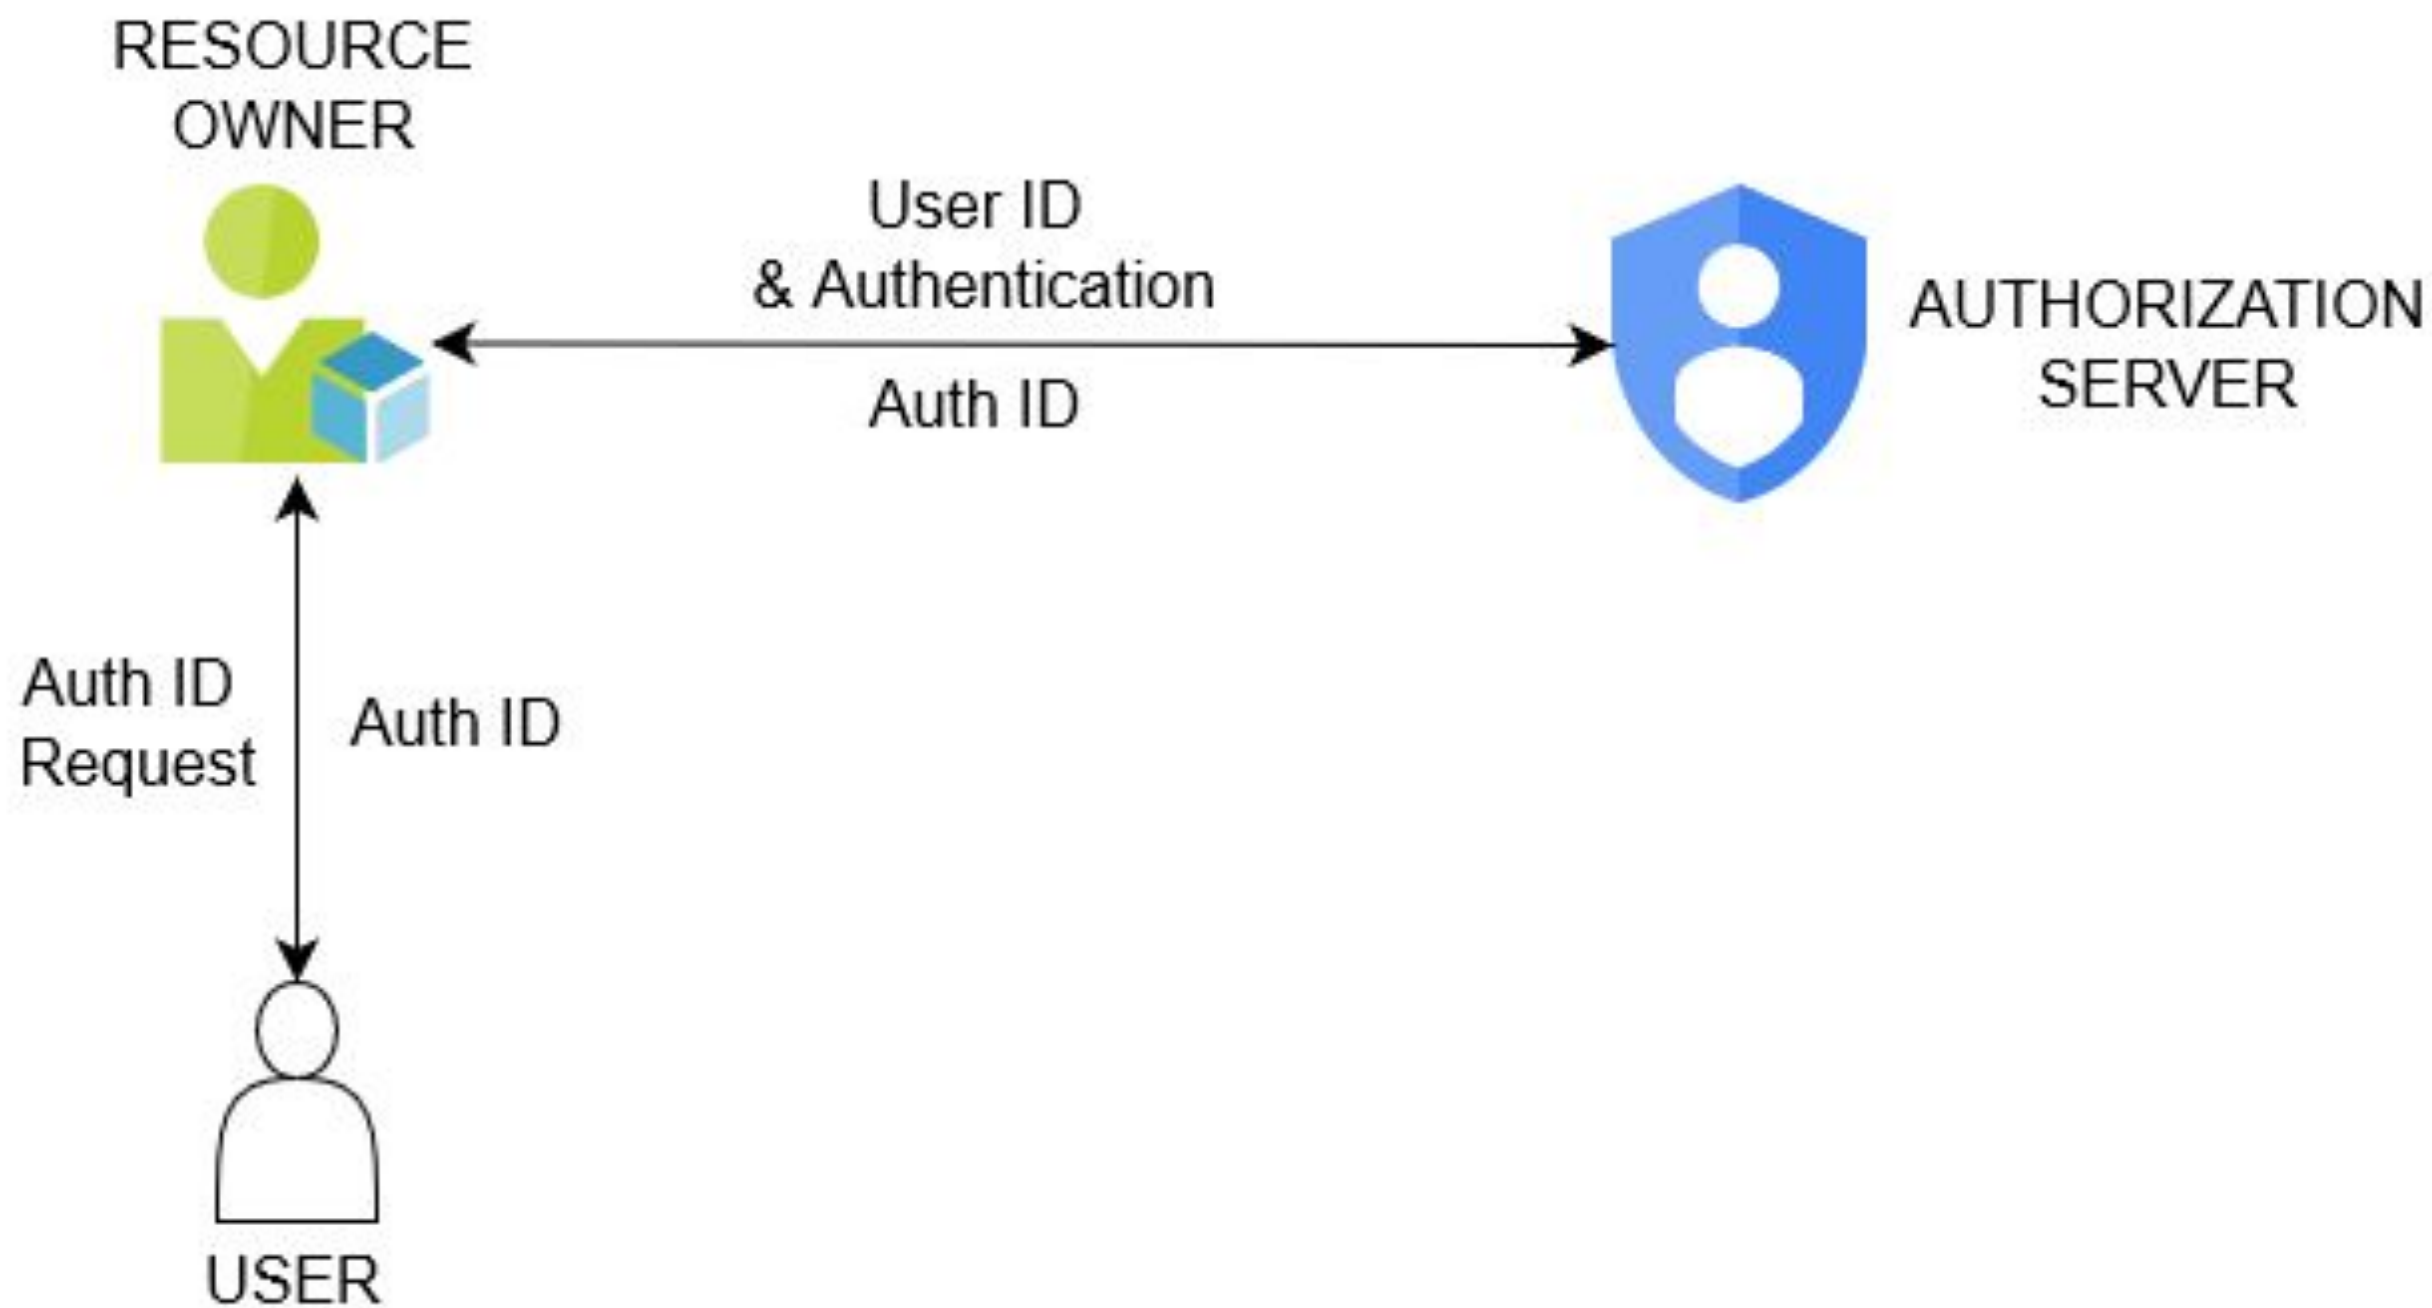 RESOURCE
OWNER
User ID
& Authentication
Auth ID
AUTHORIZATION
SERVER
Auth ID
Request
Auth ID
USER